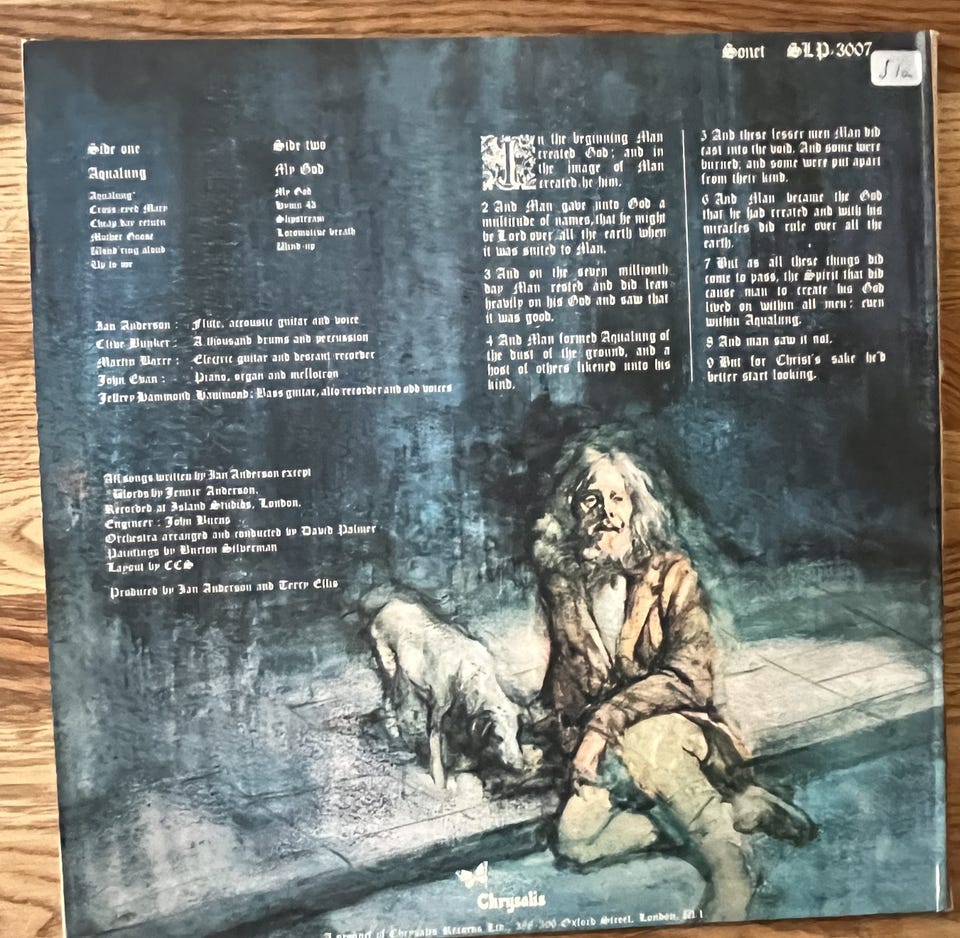 Sonet SLP-3007
Side one
Aqualung
Aqualung*
Cross-eyed Mary
Cheap day return
Mother Goose
Wond'ring aloud
Up to me
Side two
My God
My God
Hymn 43
Slipstream
Locomotive breath
Wind-up
Ian Anderson : Flute, accroustic guitar and voice
Clive Bunker : A thousand drums and percussion
Martin Barre : Electric guitar and descant recorder
John Evan : Piano, organ and mellotron
Jeffrey Hammond-Hammond: Bass guitar, alto recorder and odd voices
All songs written by Ian Anderson except
*Words by Jennie Anderson.
Recorded at Island Studios, London.
Engineer : John Burns
Orchestra arranged and conducted by David Palmer
Paintings by Burton Silverman
Layout by CCS
Produced by Ian Anderson and Terry Ellis
In the beginning Man
created God; and in
the image of Man
created he him.
2 And Man gave unto God a
multitude of names, that he might
be Lord over all the earth when
it was suited to Man.
3 And on the seven millionth
day Man rested and did lean
heavily on his God and saw that
it was good.
4 And Man formed Aqualung of
the dust of the ground, and a
host of others likened unto his
kind.
5 And these lesser men Man did
cast into the void. And some were
burned; and some were put apart
from their kind.
6 And Man became the God
that he had created and with his
miracles did rule over all the
earth.
7 But as all these things did
come to pass, the Spirit that did
cause man to create his God
lived on within all men: even
within Aqualung.
8 And man saw it not.
9 But for Christ's sake he'd
better start looking.
Chrysalis
A product of Chrysalis Records Ltd., 388-396 Oxford Street, London, W.1